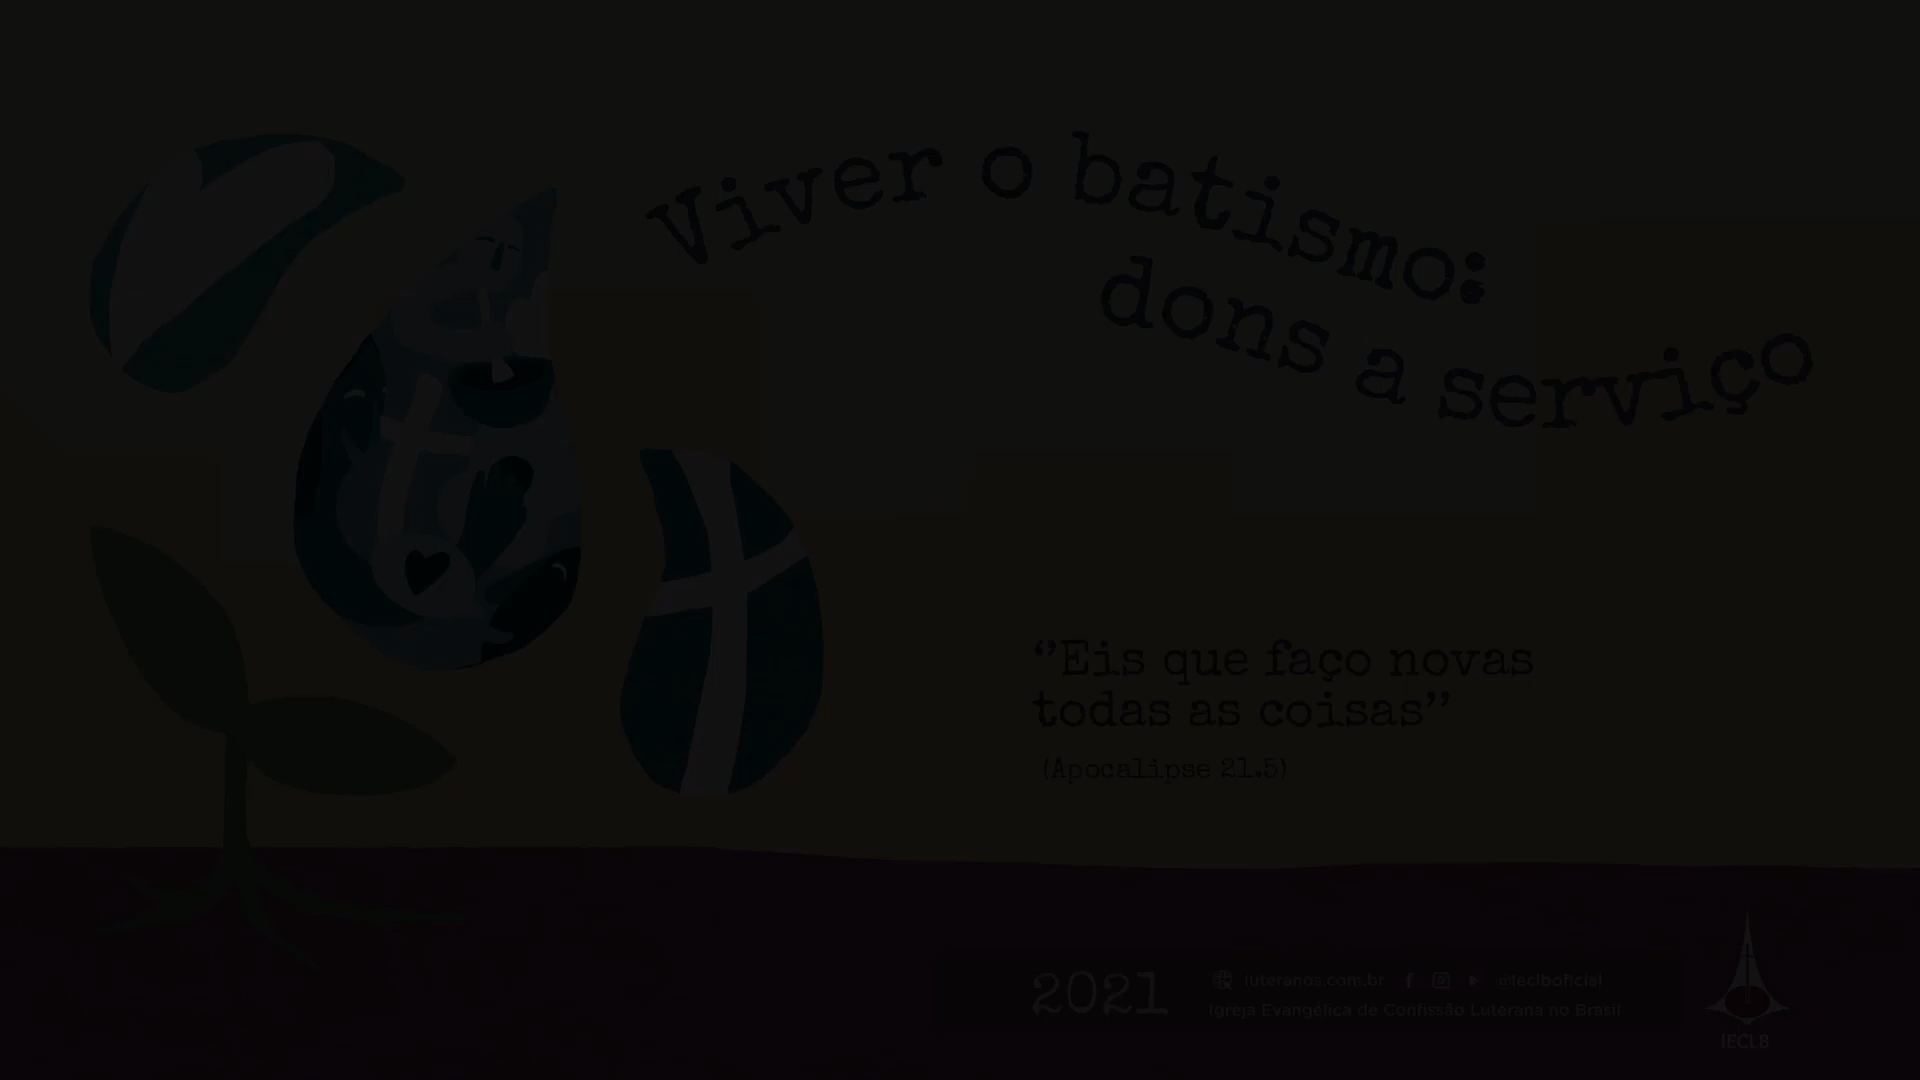 Viver o batismo:
dons a serviço
“Eis que faço novas
todas as coisas”
(Apocalipse 21.5)
2021
luteranos.com.br @ieclboficial
Igreja Evangélica de Confissão Luterana no Brasil
IECLB